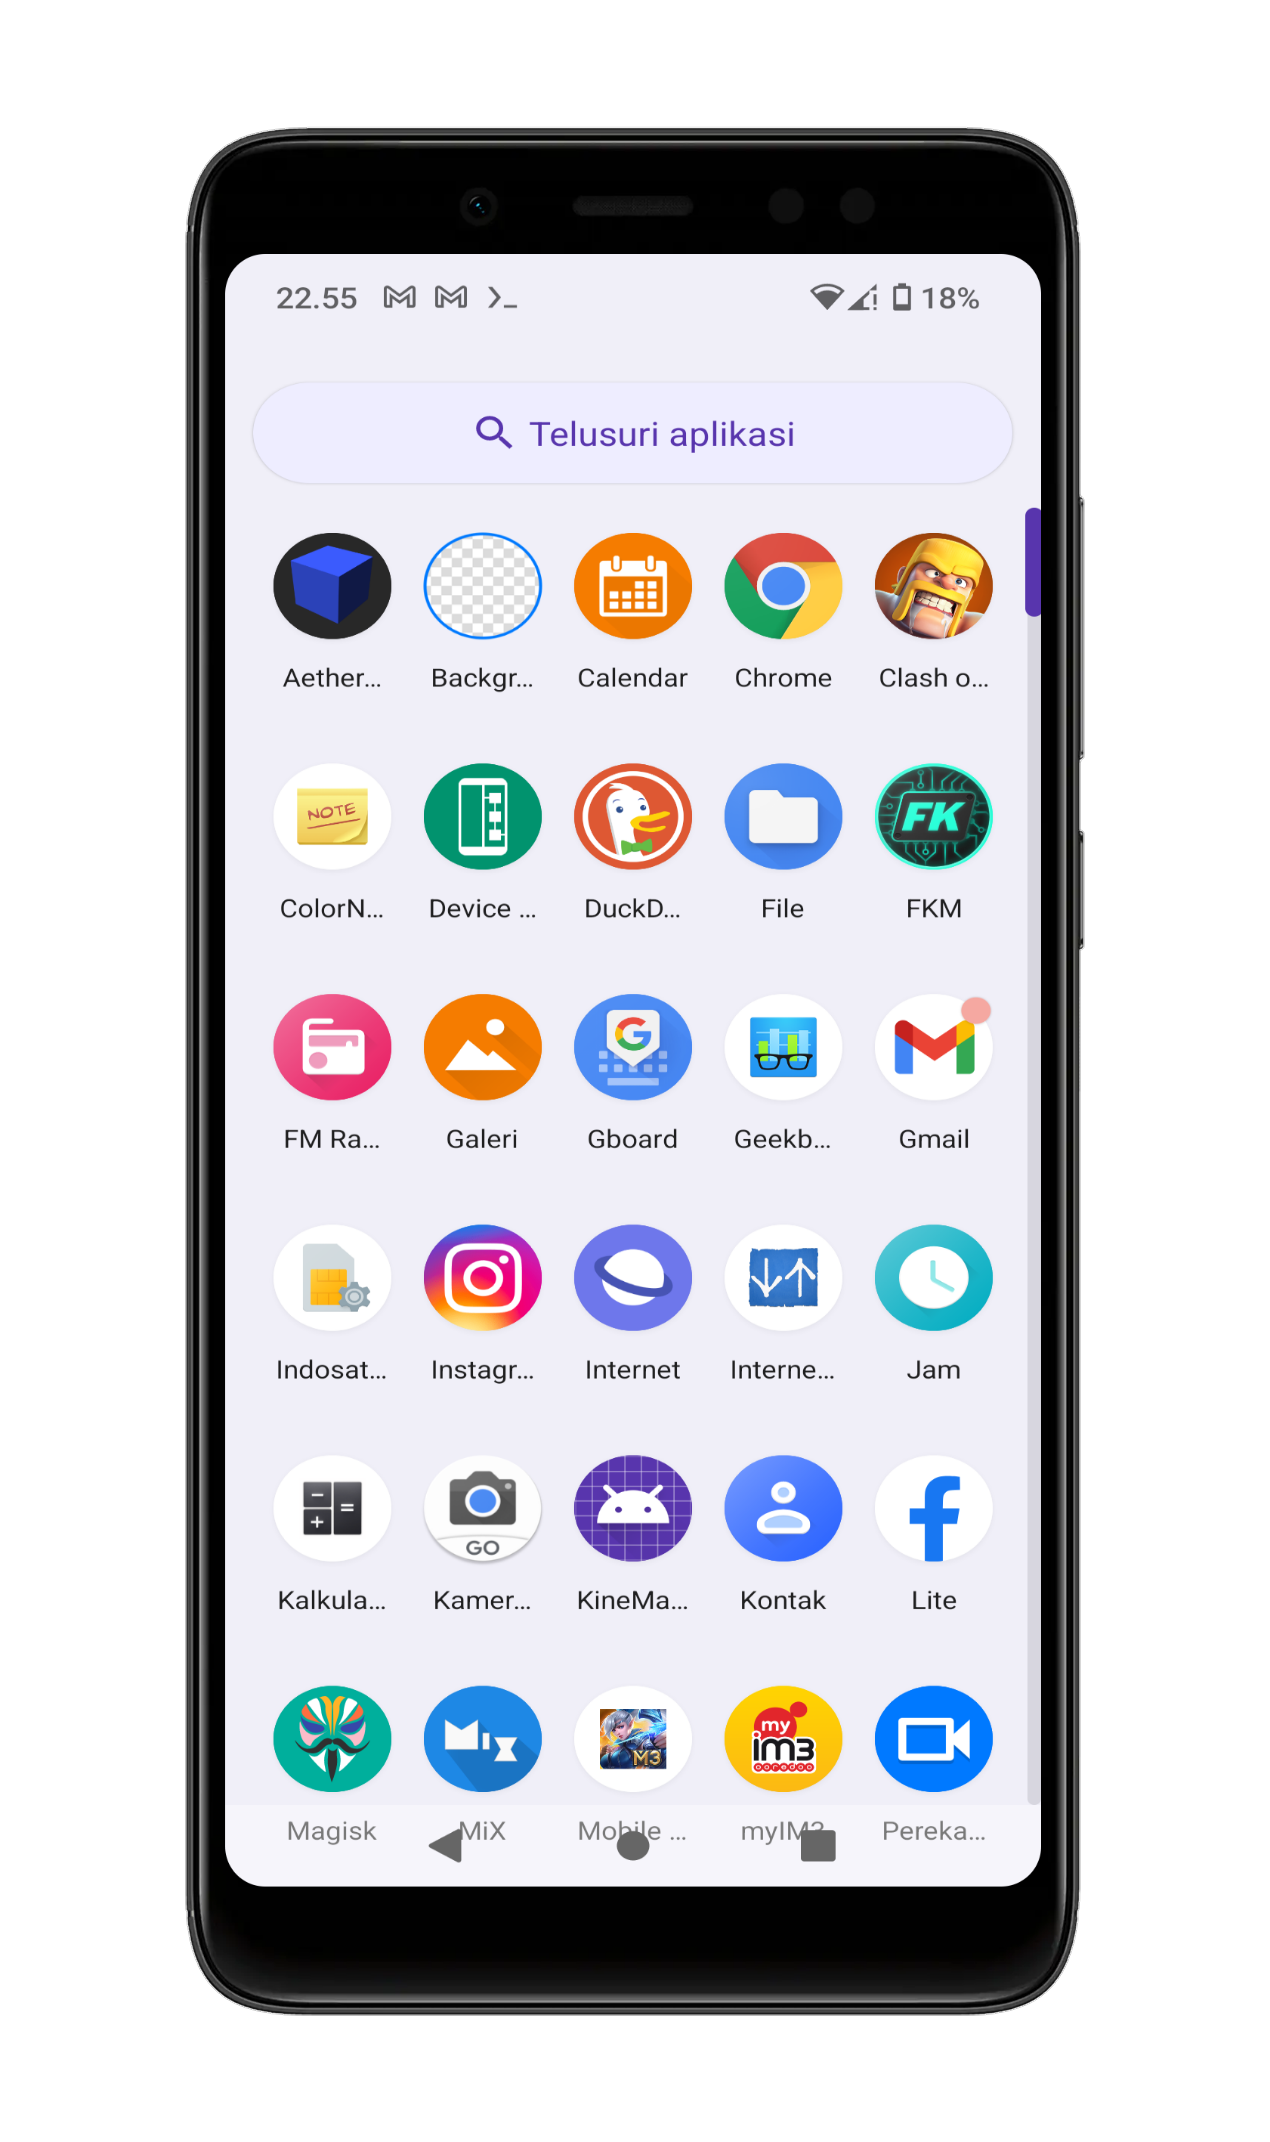 22.55
18%
Telusuri aplikasi
Aether...
Backgr...
Calendar
Chrome
Clash o...
NOTE
FK
ColorN...
Device ...
DuckD...
File
FKM
G
FM Ra...
Galeri
Gboard
Geekb...
Gmail
Indosat...
Instagr...
Internet
Interne...
Jam
GO
Kalkula...
Kamer...
KineMa...
Kontak
Lite
MiX
M3
my
im3
ooredoo
Magisk
MiX
Mobile ...
myIM3
Pereka...